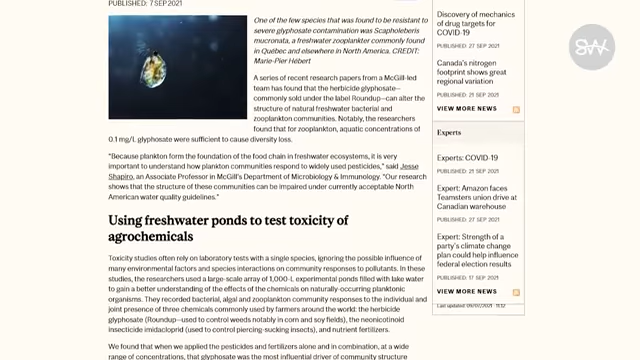 PUBLISHED: 7 SEP 2021
One of the few species that was found to be resistant to
severe glyphosate contamination was Scapholeberis
mucronata, a freshwater zooplankter commonly found
in Québec and elsewhere in North America. CREDIT:
Marie-Pier Hébert
A series of recent research papers from a McGill-led
team has found that the herbicide glyphosate—
commonly sold under the label Roundup—can alter the
structure of natural freshwater bacterial and
zooplankton communities. Notably, the researchers
found that for zooplankton, aquatic concentrations of
0.1 mg/L glyphosate were sufficient to cause diversity loss.
"Because plankton form the foundation of the food chain in freshwater ecosystems, it is very
important to understand how plankton communities respond to widely used pesticides," said Jesse
Shapiro, an Associate Professor in McGill's Department of Microbiology & Immunology. "Our research
shows that the structure of these communities can be impaired under currently acceptable North
American water quality guidelines."
Using freshwater ponds to test toxicity of
agrochemicals
Toxicity studies often rely on laboratory tests with a single species, ignoring the possible influence of
many environmental factors and species interactions on community responses to pollutants. In these
studies, the researchers used a large-scale array of 1,000-L experimental ponds filled with lake water
to gain a better understanding of the effects of the chemicals on naturally-occurring planktonic
organisms. They recorded bacterial, algal and zooplankton community responses to the individual and
joint presence of three chemicals commonly used by farmers around the world: the herbicide
glyphosate (Roundup—used to control weeds notably in corn and soy fields), the neonicotinoid
insecticide imidacloprid (used to control piercing-sucking insects), and nutrient fertilizers.
We found that when we applied the pesticides and fertilizers alone and in combination, at a wide
range of concentrations, that glyphosate was the most influential driver of community structure
Discovery of mechanics
of drug targets for
COVID-19
PUBLISHED: 27 SEP 2021
Canada's nitrogen
footprint shows great
regional variation
PUBLISHED: 21 SEP 2021
VIEW MORE NEWS
Experts
Experts: COVID-19
PUBLISHED: 21 SEP 2021
Expert: Amazon faces
Teamsters union drive at
Canadian warehouse
PUBLISHED: 27 SEP 2021
Expert: Strength of a
party's climate change
plan could help influence
federal election results
PUBLISHED: 17 SEP 2021
VIEW MORE NEWS
SW